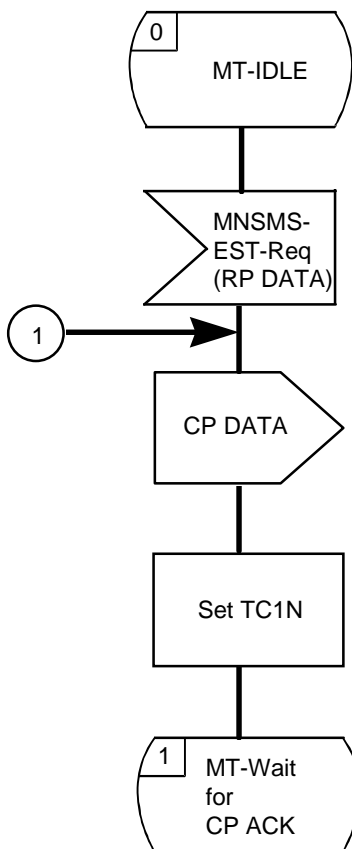 0
MT-IDLE
MNSMS-
EST-Req
(RP DATA)
1
CP DATA
Set TC1N
1
MT-Wait
for
CP ACK